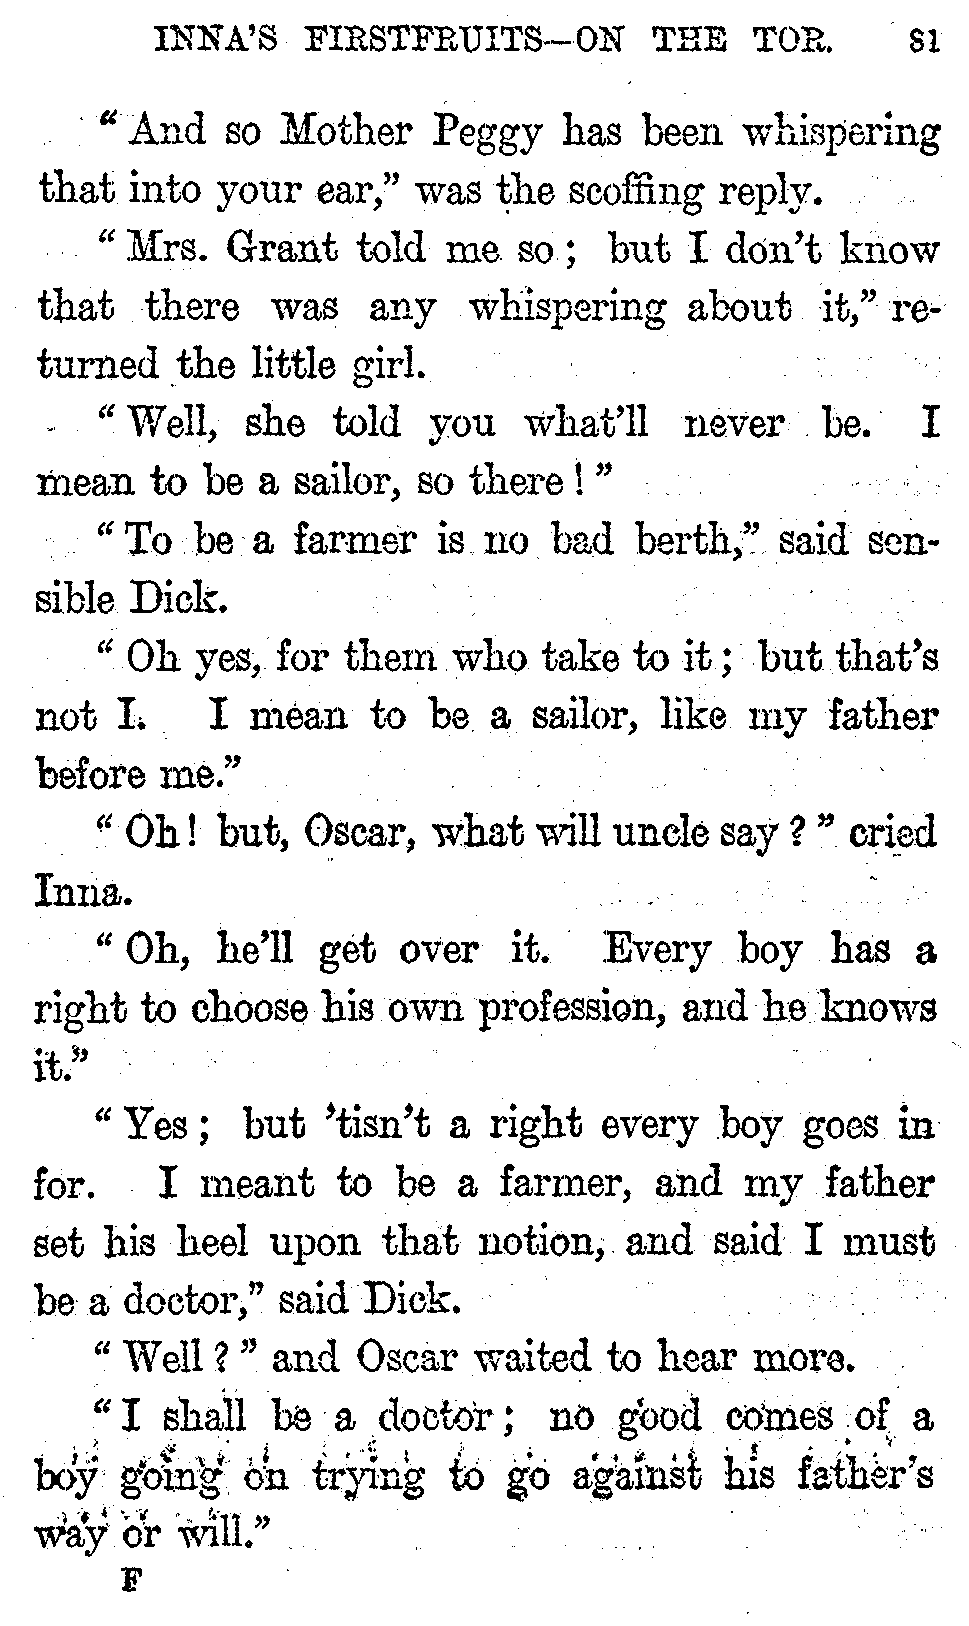 INNA'S FIRSTFRUITS—ON THE TOR. 81
“And so Mother Peggy has been whispering
that into your ear,” was the scoffing reply.
“Mrs. Grant told me so; but I don't know
that there was any whispering about it,” re-
turned the little girl.
“Well, she told you what'll never be. I
mean to be a sailor, so there!”
“To be a farmer is no bad berth,” said sen-
sible Dick.
“Oh yes, for them who take to it; but that's
not I. I mean to be a sailor, like my father
before me.”
“Oh! but, Oscar, what will uncle say?” cried
Inna.
“Oh, he'll get over it. Every boy has a
right to choose his own profession, and he knows
it.”
“Yes; but 'tisn't a right every boy goes in
for. I meant to be a farmer, and my father
set his heel upon that notion, and said I must
be a doctor,” said Dick.
“Well?” and Oscar waited to hear more.
“I shall be a doctor; no good comes of a
boy going on trying to go against his father's
way or will.”
F